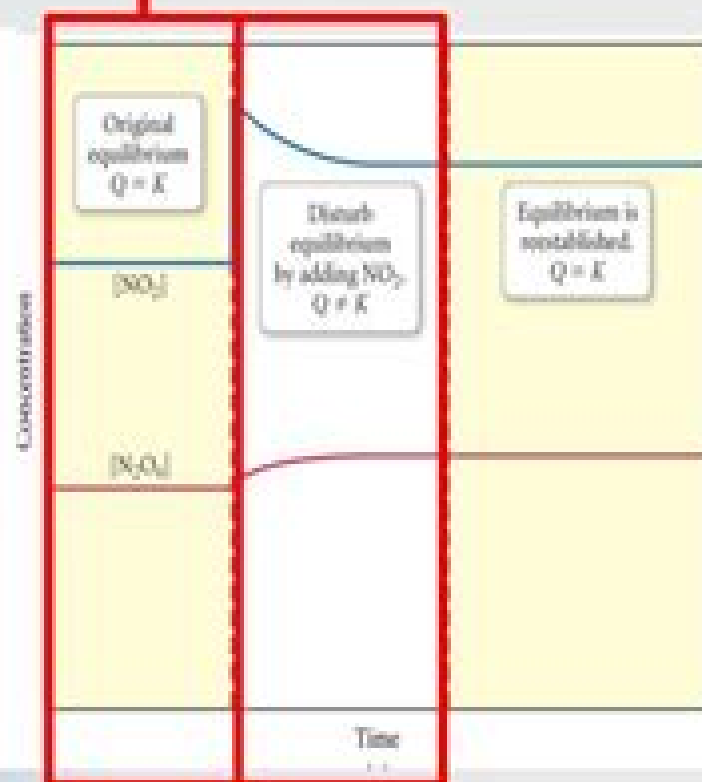 Original
equilibrium
Q = K
[NO₂]
[N₂O₄]
Disturb
equilibrium
by adding NO₂.
Q ≠ K
Equilibrium is
reestablished.
Q = K
Concentration
Time